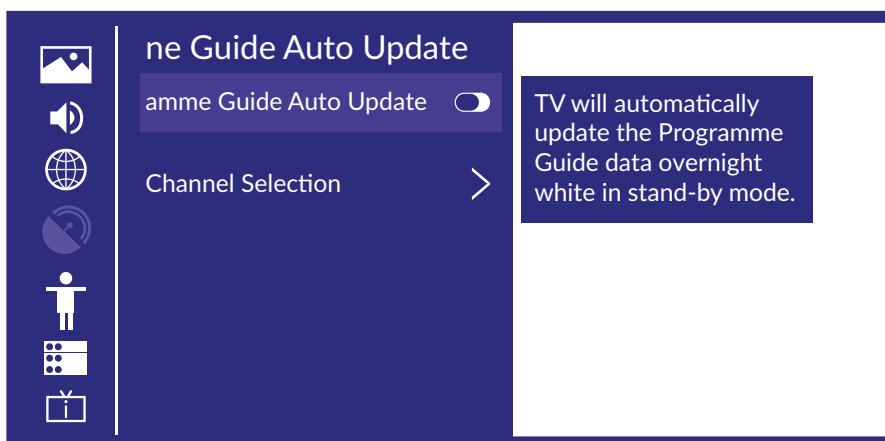 ne Guide Auto Update
amme Guide Auto Update
TV will automatically
update the Programme
Guide data overnight
white in stand-by mode.
Channel Selection